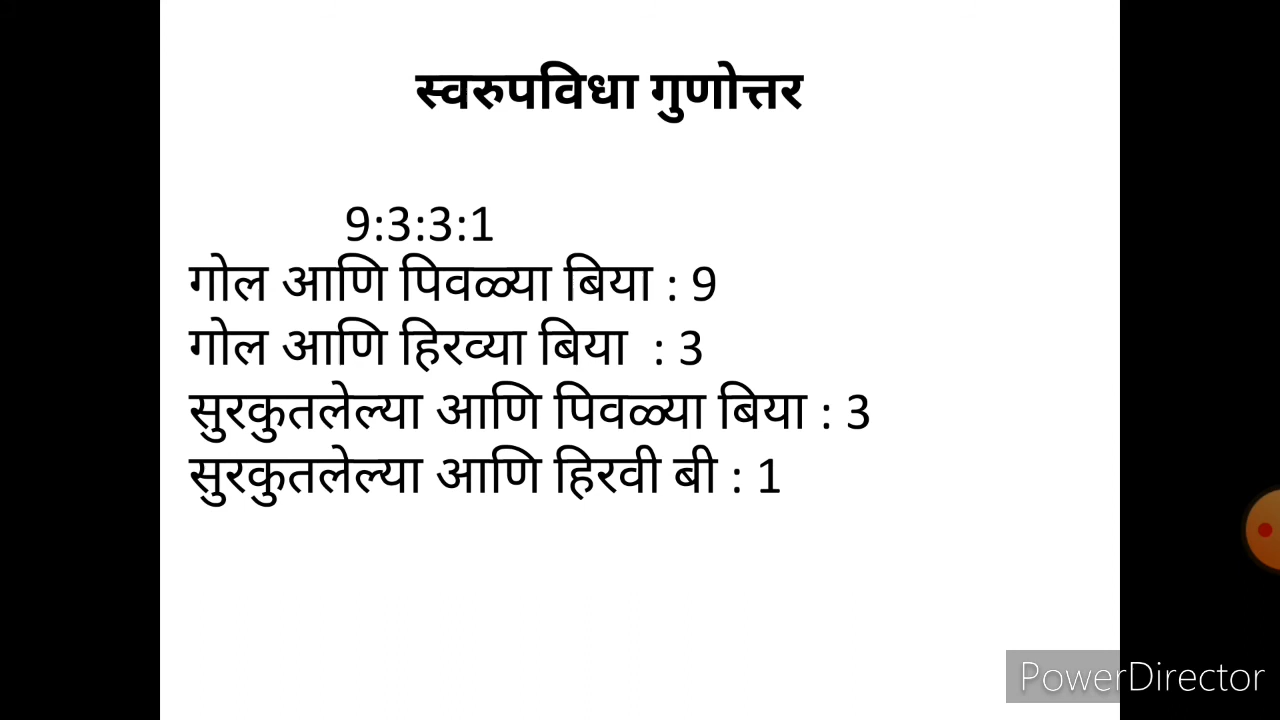 स्वरुपविधा गुणोत्तर
9:3:3:1
गोल आणि पिवळ्या बिया : 9
गोल आणि हिरव्या बिया : 3
सुरकुतलेल्या आणि पिवळ्या बिया : 3
सुरकुतलेल्या आणि हिरवी बी : 1
PowerDirector